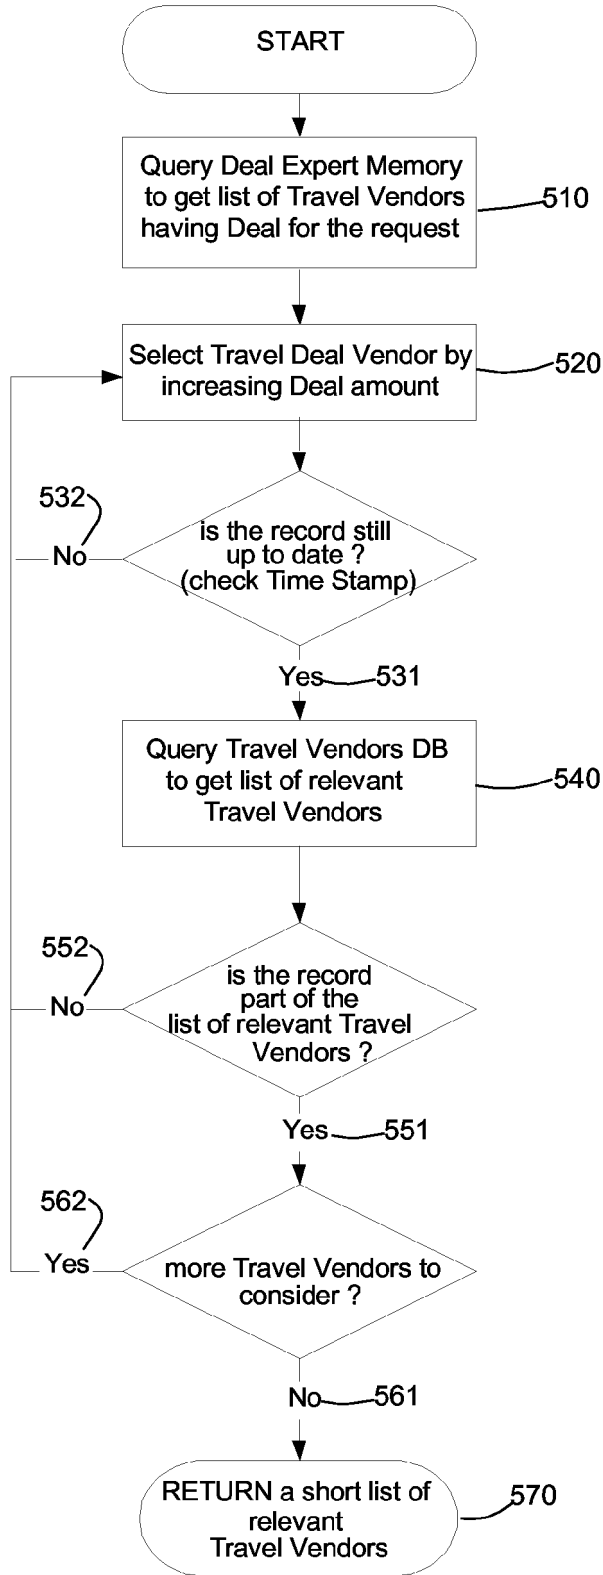 START
Query Deal Expert Memory
to get list of Travel Vendors
having Deal for the request
510
Select Travel Deal Vendor by
increasing Deal amount
520
532
No
is the record still
up to date ?
(check Time Stamp)
Yes
531
Query Travel Vendors DB
to get list of relevant
Travel Vendors
540
552
No
is the record
part of the
list of relevant Travel
Vendors ?
Yes
551
562
Yes
more Travel Vendors to
consider ?
No
561
RETURN a short list of
relevant
Travel Vendors
570